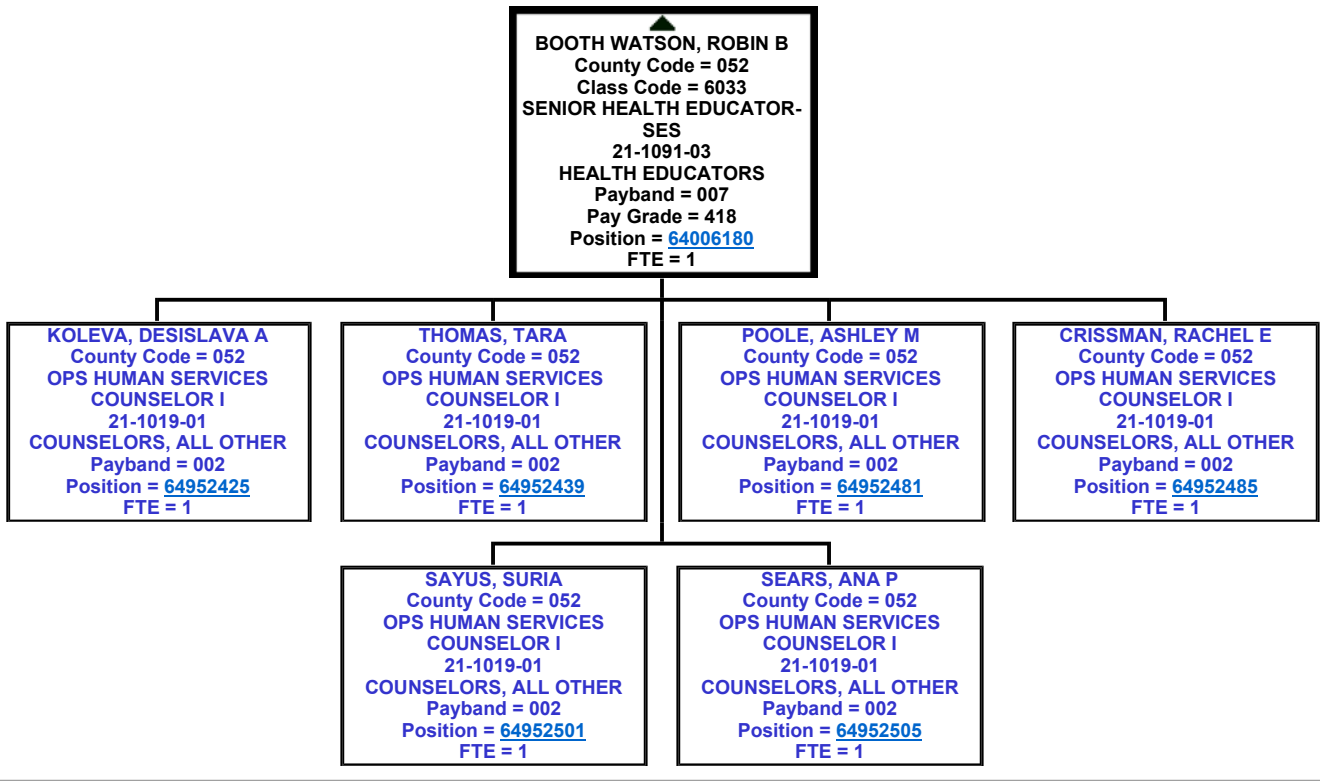 BOOTH WATSON, ROBIN B
County Code = 052
Class Code = 6033
SENIOR HEALTH EDUCATOR-
SES
21-1091-03
HEALTH EDUCATORS
Payband = 007
Pay Grade = 418
Position = 64006180
FTE = 1
KOLEVA, DESISLAVA A
County Code = 052
OPS HUMAN SERVICES
COUNSELOR I
21-1019-01
COUNSELORS, ALL OTHER
Payband = 002
Position = 64952425
FTE = 1
THOMAS, TARA
County Code = 052
OPS HUMAN SERVICES
COUNSELOR I
21-1019-01
COUNSELORS, ALL OTHER
Payband = 002
Position = 64952439
FTE = 1
POOLE, ASHLEY M
County Code = 052
OPS HUMAN SERVICES
COUNSELOR I
21-1019-01
COUNSELORS, ALL OTHER
Payband = 002
Position = 64952481
FTE = 1
CRISSMAN, RACHEL E
County Code = 052
OPS HUMAN SERVICES
COUNSELOR I
21-1019-01
COUNSELORS, ALL OTHER
Payband = 002
Position = 64952485
FTE = 1
SAYUS, SURIA
County Code = 052
OPS HUMAN SERVICES
COUNSELOR I
21-1019-01
COUNSELORS, ALL OTHER
Payband = 002
Position = 64952501
FTE = 1
SEARS, ANA P
County Code = 052
OPS HUMAN SERVICES
COUNSELOR I
21-1019-01
COUNSELORS, ALL OTHER
Payband = 002
Position = 64952505
FTE = 1